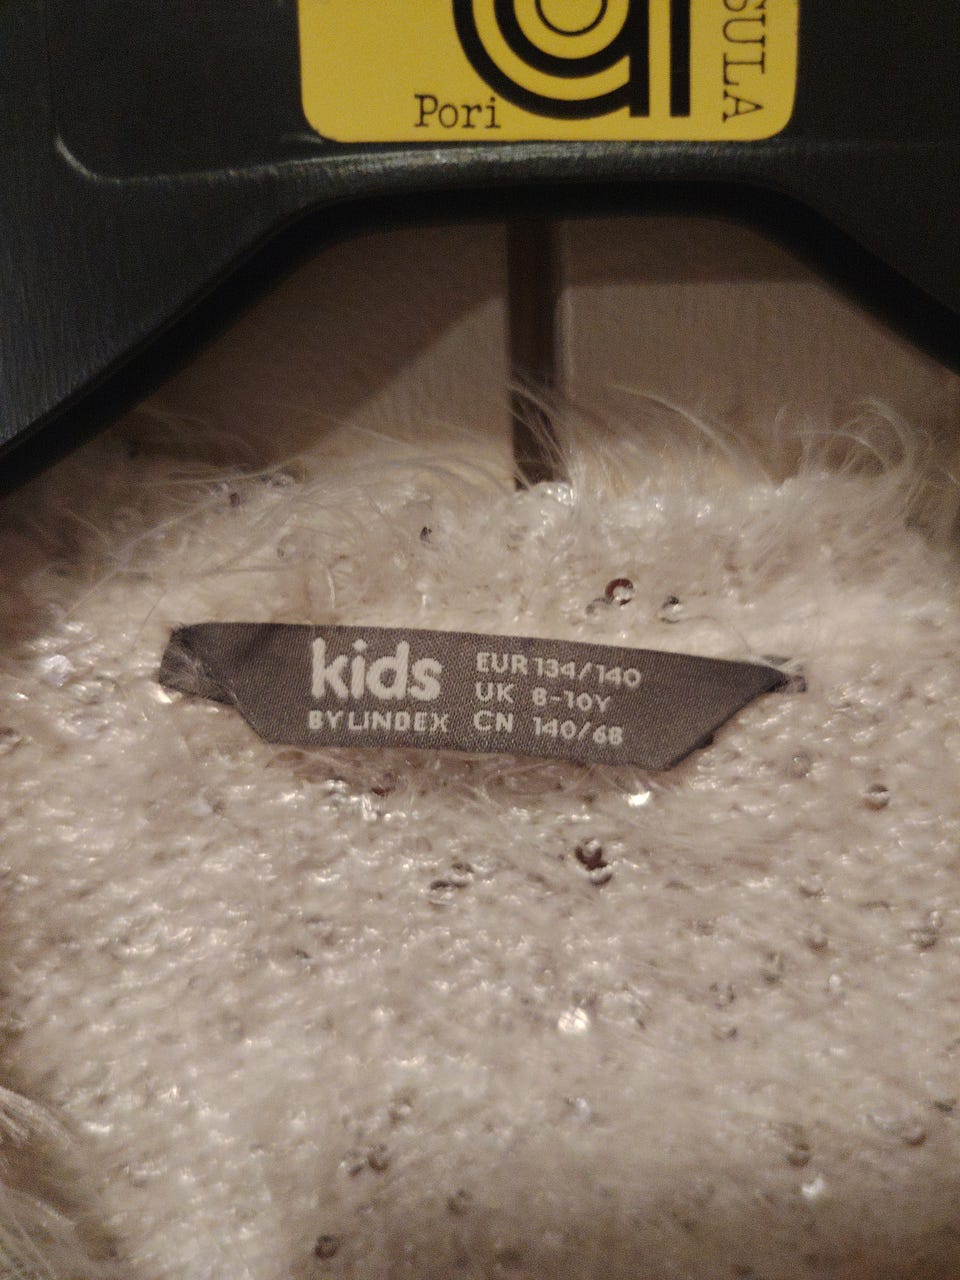 Pori
SULA
kids
BY LINDEX
EUR 134/140
UK 8-10Y
CN 140/68